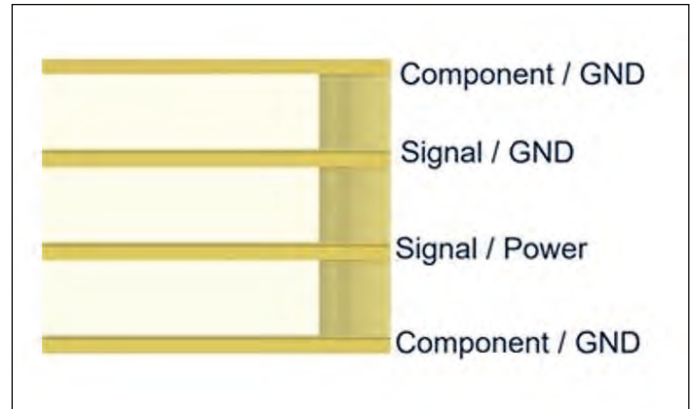 Component / GND
Signal / GND
Signal / Power
Component / GND